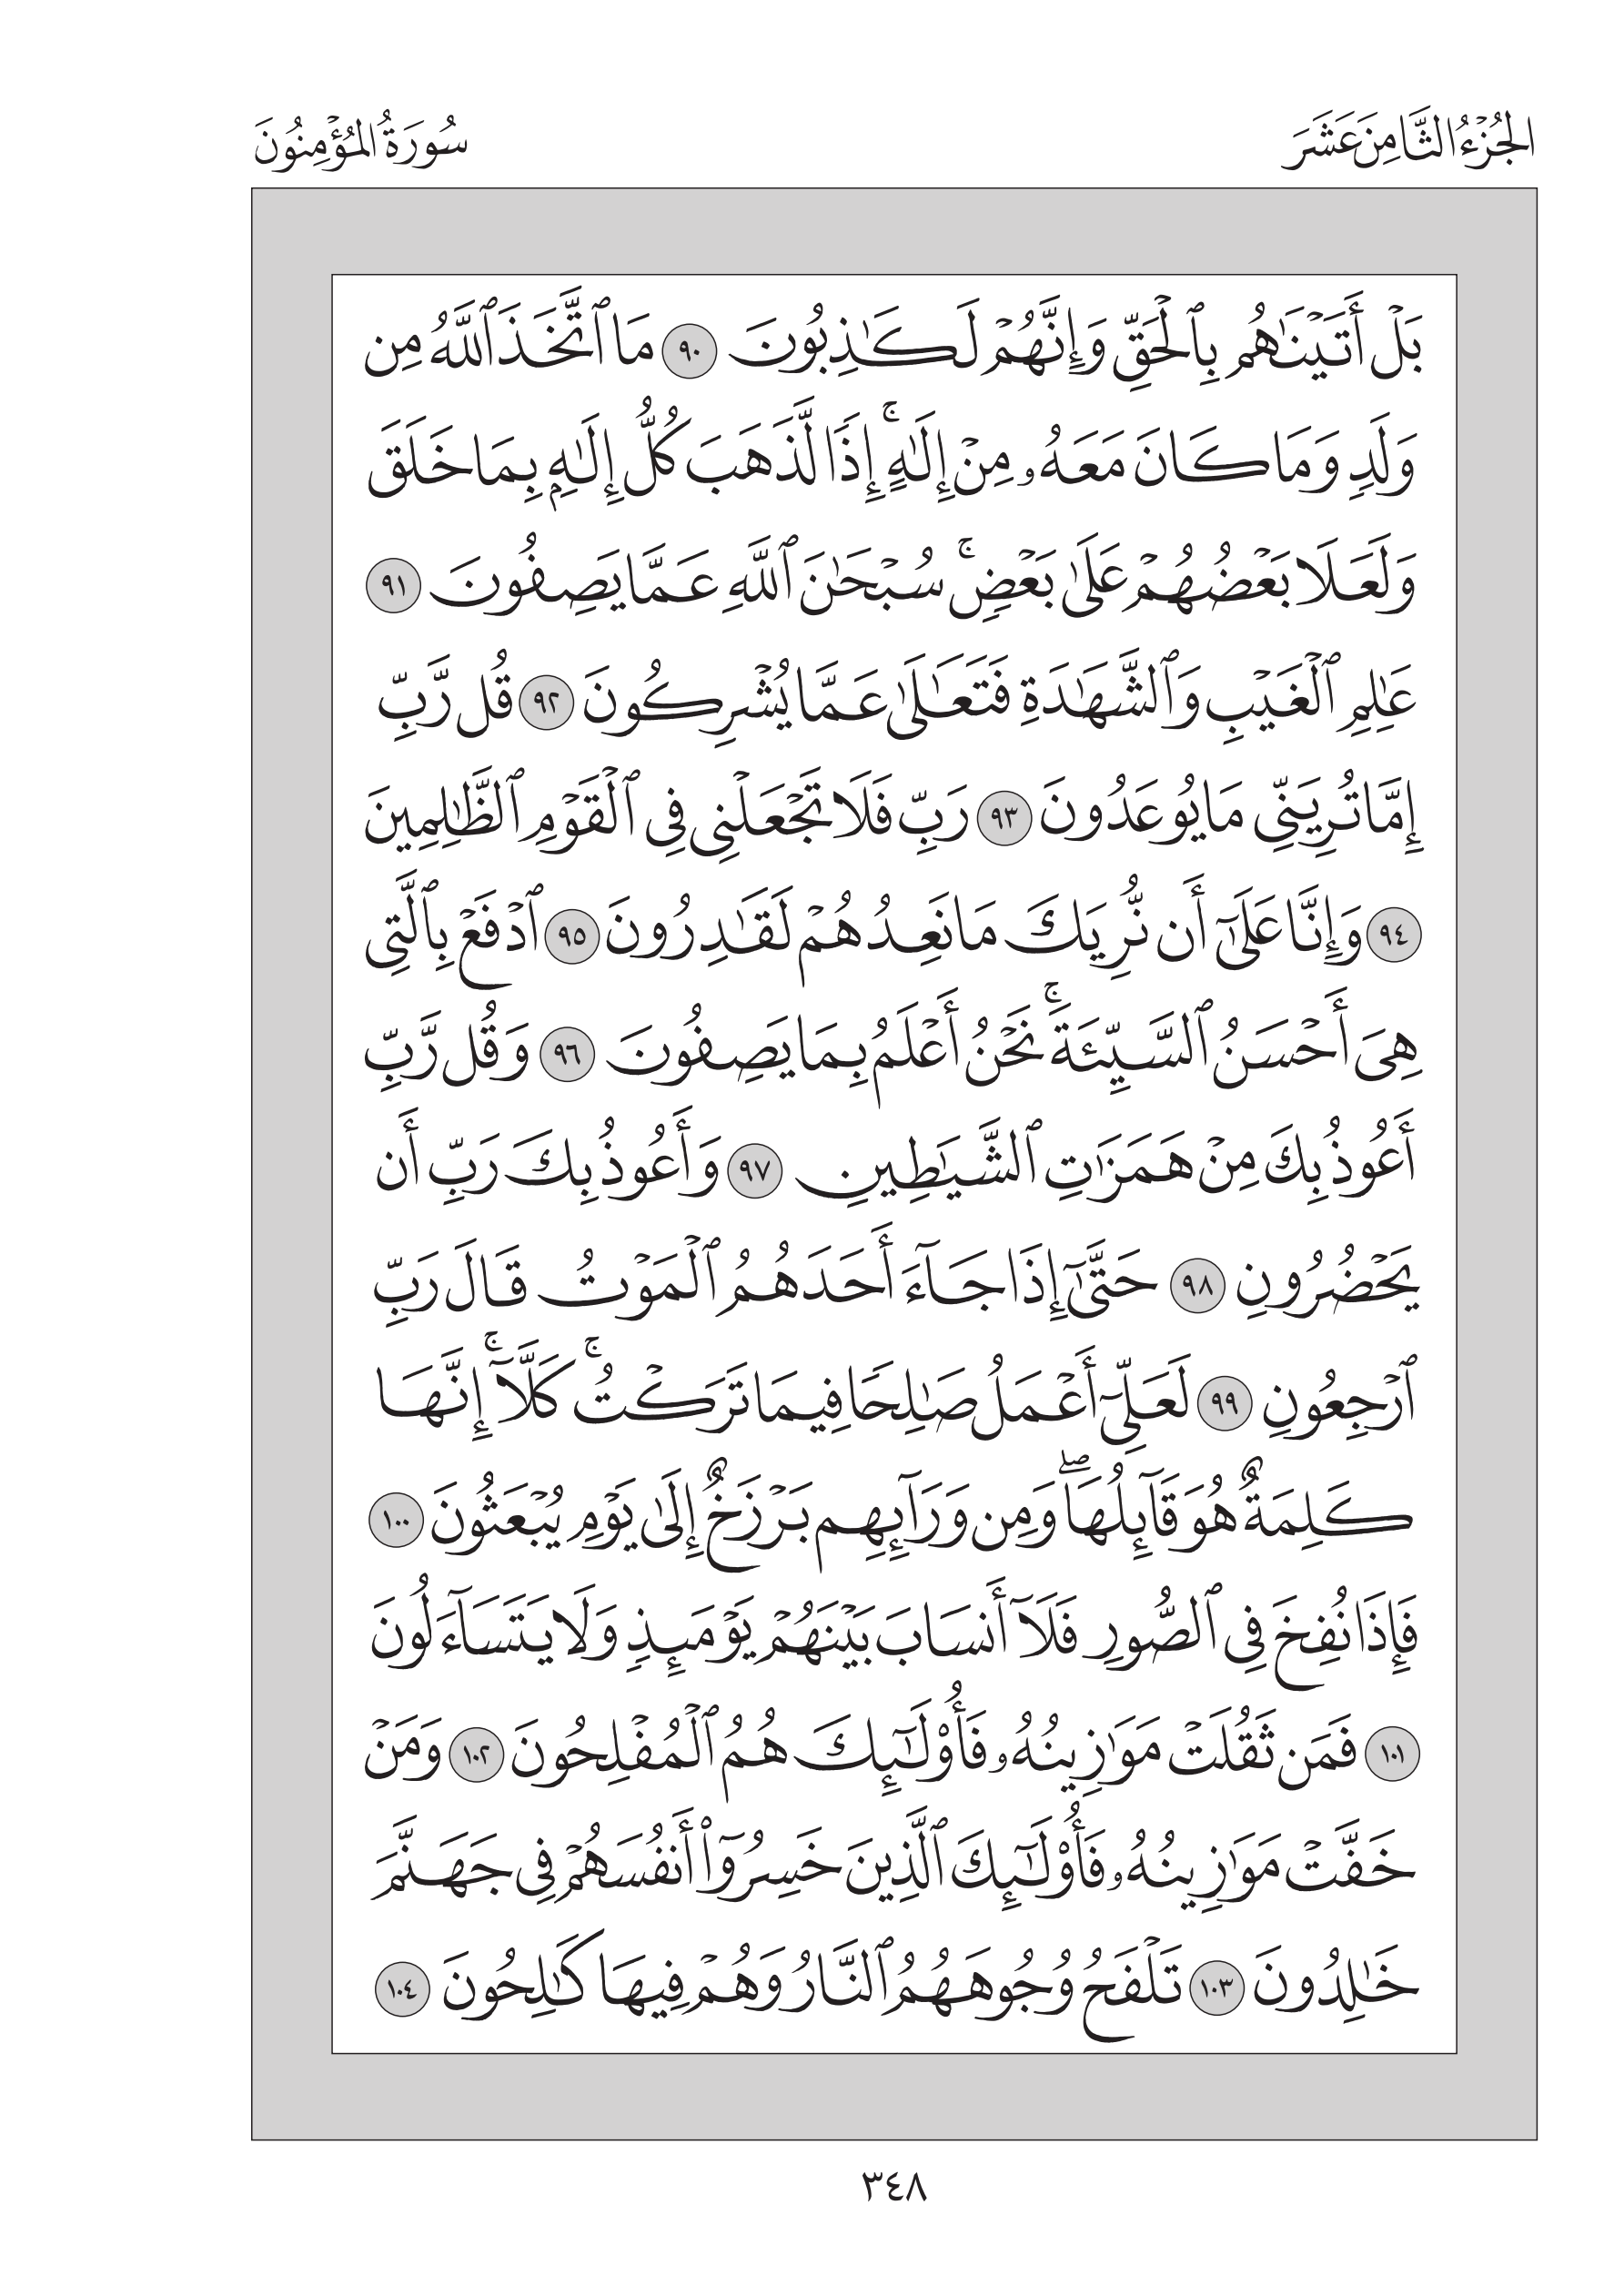 الجُزْءُ الثَّامِنَ عَشَرَ
سُورَةُ المُؤْمِنُونَ
بَلْ أَتَيْنَٰهُم بِٱلْحَقِّ وَإِنَّهُمْ لَكَٰذِبُونَ ٩٠ مَا ٱتَّخَذَ ٱللَّهُ مِن
وَلَدٍ وَمَا كَانَ مَعَهُۥ مِنْ إِلَٰهٍ ۚ إِذًا لَّذَهَبَ كُلُّ إِلَٰهٍۭ بِمَا خَلَقَ
وَلَعَلَا بَعْضُهُمْ عَلَىٰ بَعْضٍ ۚ سُبْحَٰنَ ٱللَّهِ عَمَّا يَصِفُونَ ٩١
عَٰلِمِ ٱلْغَيْبِ وَٱلشَّهَٰدَةِ فَتَعَٰلَىٰ عَمَّا يُشْرِكُونَ ٩٢ قُل رَّبِّ
إِمَّا تُرِيَنِّى مَا يُوعَدُونَ ٩٣ رَبِّ فَلَا تَجْعَلْنِى فِى ٱلْقَوْمِ ٱلظَّٰلِمِينَ
٩٤ وَإِنَّا عَلَىٰٓ أَن نُّرِيَكَ مَا نَعِدُهُمْ لَقَٰدِرُونَ ٩٥ ٱدْفَعْ بِٱلَّتِى
هِىَ أَحْسَنُ ٱلسَّيِّئَةَ ۚ نَحْنُ أَعْلَمُ بِمَا يَصِفُونَ ٩٦ وَقُل رَّبِّ
أَعُوذُ بِكَ مِنْ هَمَزَٰتِ ٱلشَّيَٰطِينِ ٩٧ وَأَعُوذُ بِكَ رَبِّ أَن
يَحْضُرُونِ ٩٨ حَتَّىٰٓ إِذَا جَآءَ أَحَدَهُمُ ٱلْمَوْتُ قَالَ رَبِّ
ٱرْجِعُونِ ٩٩ لَعَلِّىٓ أَعْمَلُ صَٰلِحًا فِيمَا تَرَكْتُ ۚ كَلَّآ ۚ إِنَّهَا
كَلِمَةٌ هُوَ قَآئِلُهَا ۖ وَمِن وَرَآئِهِم بَرْزَخٌ إِلَىٰ يَوْمِ يُبْعَثُونَ ١٠٠
فَإِذَا نُفِخَ فِى ٱلصُّورِ فَلَآ أَنسَابَ بَيْنَهُمْ يَوْمَئِذٍ وَلَا يَتَسَآءَلُونَ
١٠١ فَمَن ثَقُلَتْ مَوَٰزِينُهُۥ فَأُو۟لَٰٓئِكَ هُمُ ٱلْمُفْلِحُونَ ١٠٢ وَمَنْ
خَفَّتْ مَوَٰزِينُهُۥ فَأُو۟لَٰٓئِكَ ٱلَّذِينَ خَسِرُوٓا۟ أَنفُسَهُمْ فِى جَهَنَّمَ
خَٰلِدُونَ ١٠٣ تَلْفَحُ وُجُوهَهُمُ ٱلنَّارُ وَهُمْ فِيهَا كَٰلِحُونَ ١٠٤
٣٤٨